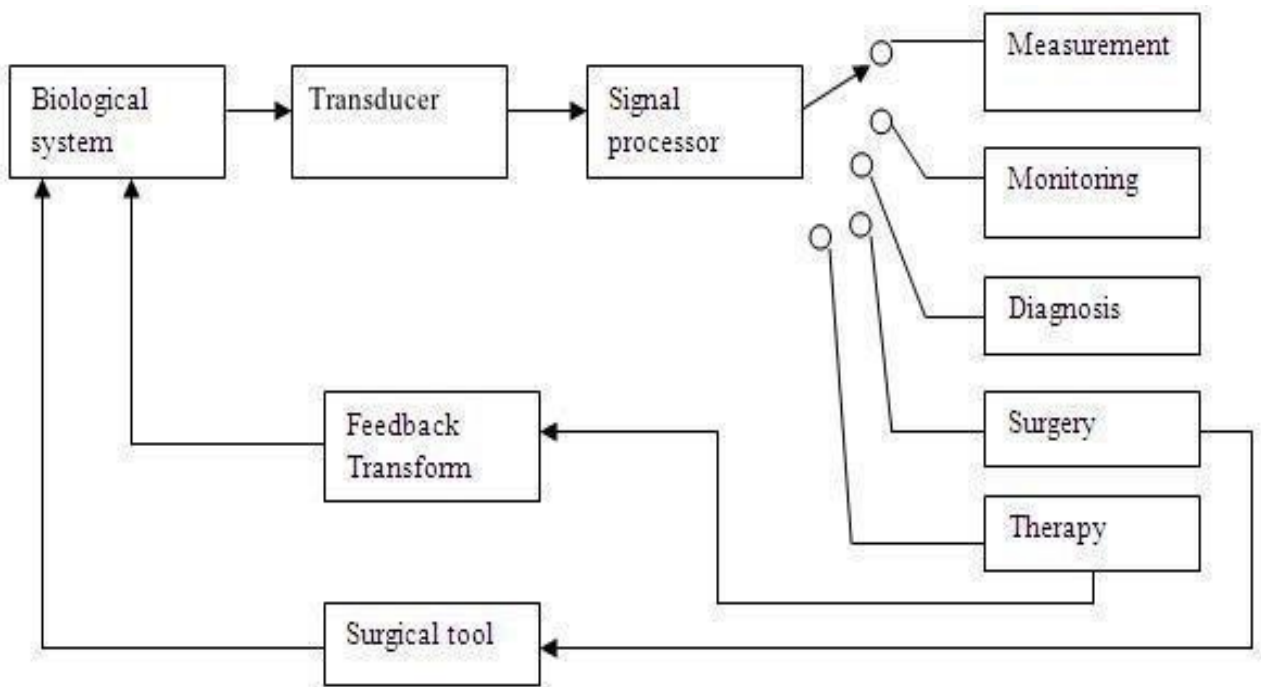 Biological
system
Transducer
Signal
processor
Measurement
Monitoring
Diagnosis
Surgery
Therapy
Feedback
Transform
Surgical tool